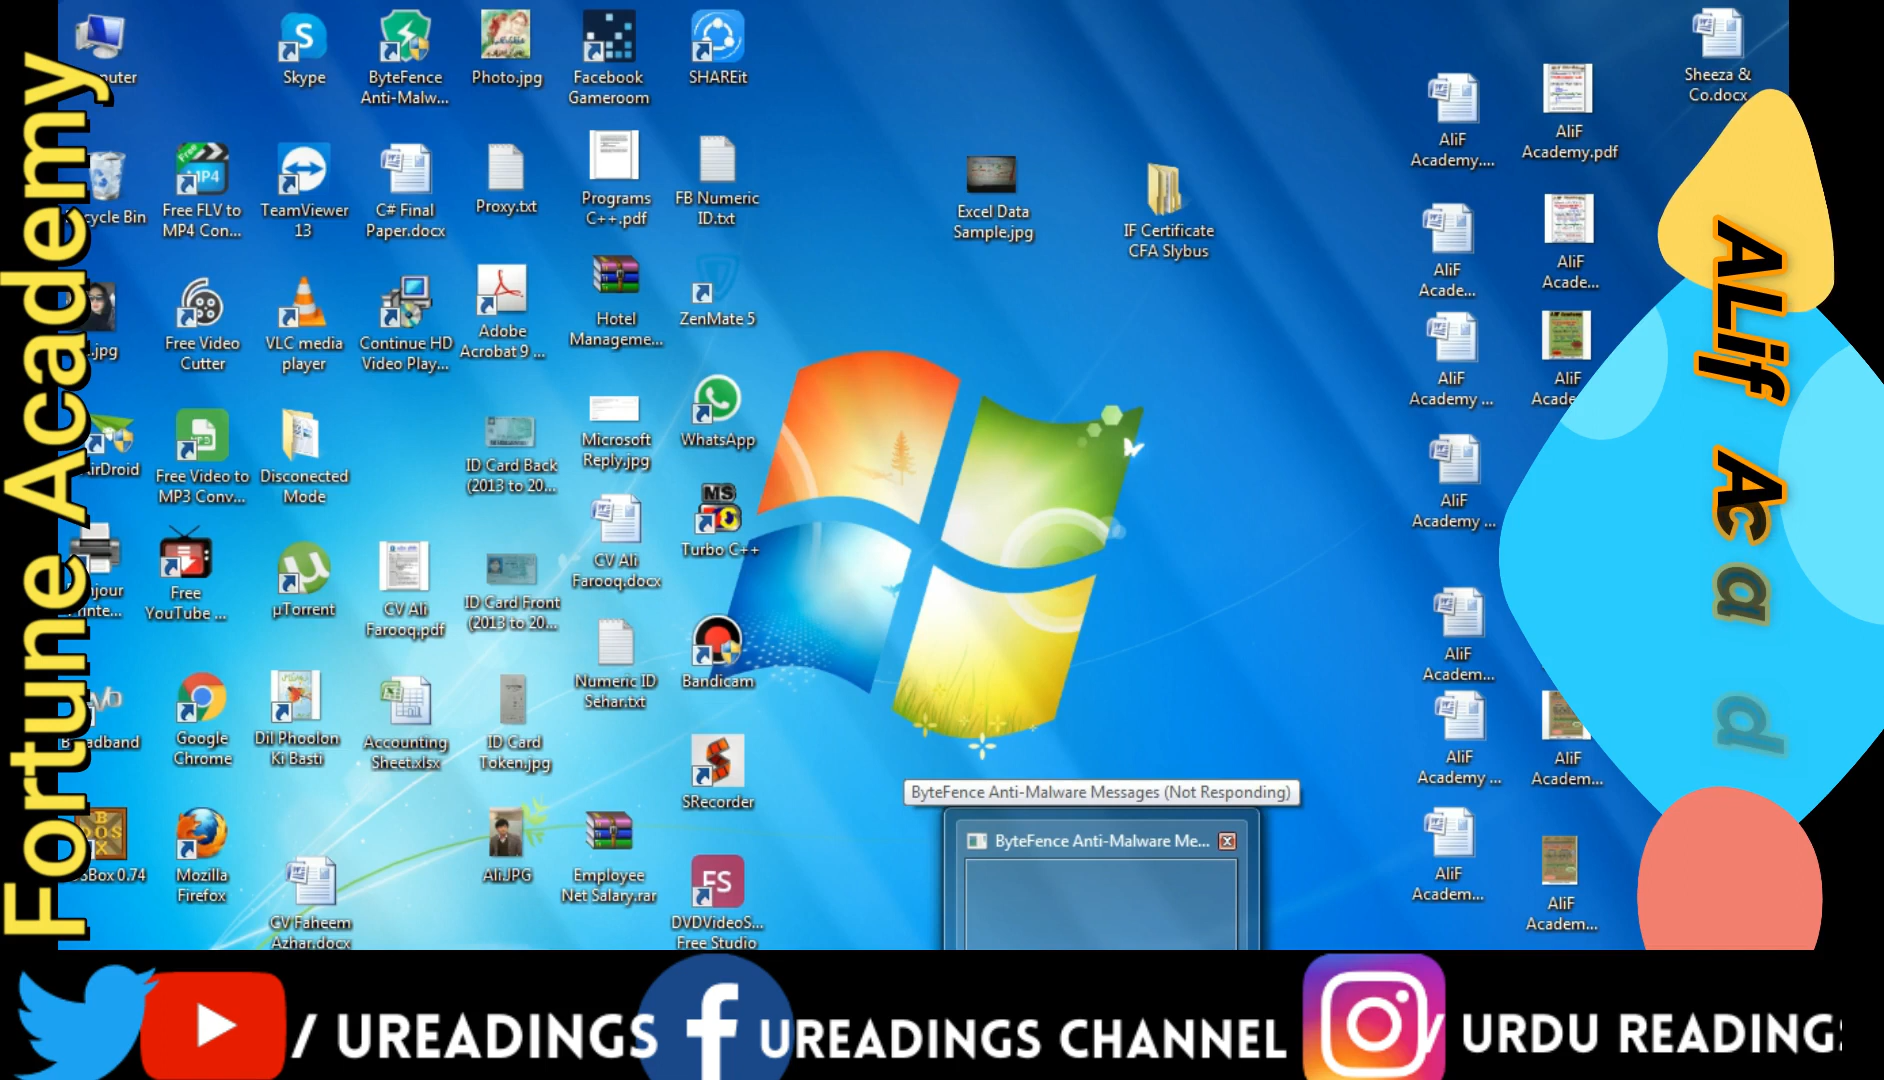 Fortune Academy
Skype
ByteFence
Anti-Malw...
Photo.jpg
Facebook
Gameroom
SHAREit
Sheeza &
Co.docx
AliF
Academy....
AliF
Academy.pdf
cycle Bin
Free FLV to
MP4 Con...
TeamViewer
13
C# Final
Paper.docx
Proxy.txt
Programs
C++.pdf
FB Numeric
ID.txt
Excel Data
Sample.jpg
IF Certificate
CFA Slybus
AliF
Acade...
AliF
Acade...
.jpg
Free Video
Cutter
VLC media
player
Continue HD
Video Play...
Adobe
Acrobat 9 ...
Hotel
Manageme...
ZenMate 5
AliF
Academy ...
AliF
Acade
AirDroid
Free Video to
MP3 Conv...
Disconected
Mode
ID Card Back
(2013 to 20...
Microsoft
Reply.jpg
WhatsApp
AliF
Academy ...
njour
inte...
Free
YouTube ...
µTorrent
CV Ali
Farooq.pdf
ID Card Front
(2013 to 20...
CV Ali
Farooq.docx
MS
Turbo C++
AliF
Academ...
Google
Chrome
Dil Phoolon
Ki Basti
Accounting
Sheet.xlsx
ID Card
Token.jpg
Numeric ID
Sehar.txt
Bandicam
AliF
Academy ...
AliF
Academ...
SRecorder
ByteFence Anti-Malware Messages (Not Responding)
ByteFence Anti-Malware Me...
sBox 0.74
Mozilla
Firefox
CV Faheem
Azhar.docx
Ali.JPG
Employee
Net Salary.rar
FS
DVDVideoS...
Free Studio
AliF
Academ...
AliF
Academ...
ALif Acad
/ UREADINGS
UREADINGS CHANNEL
/ URDU READING